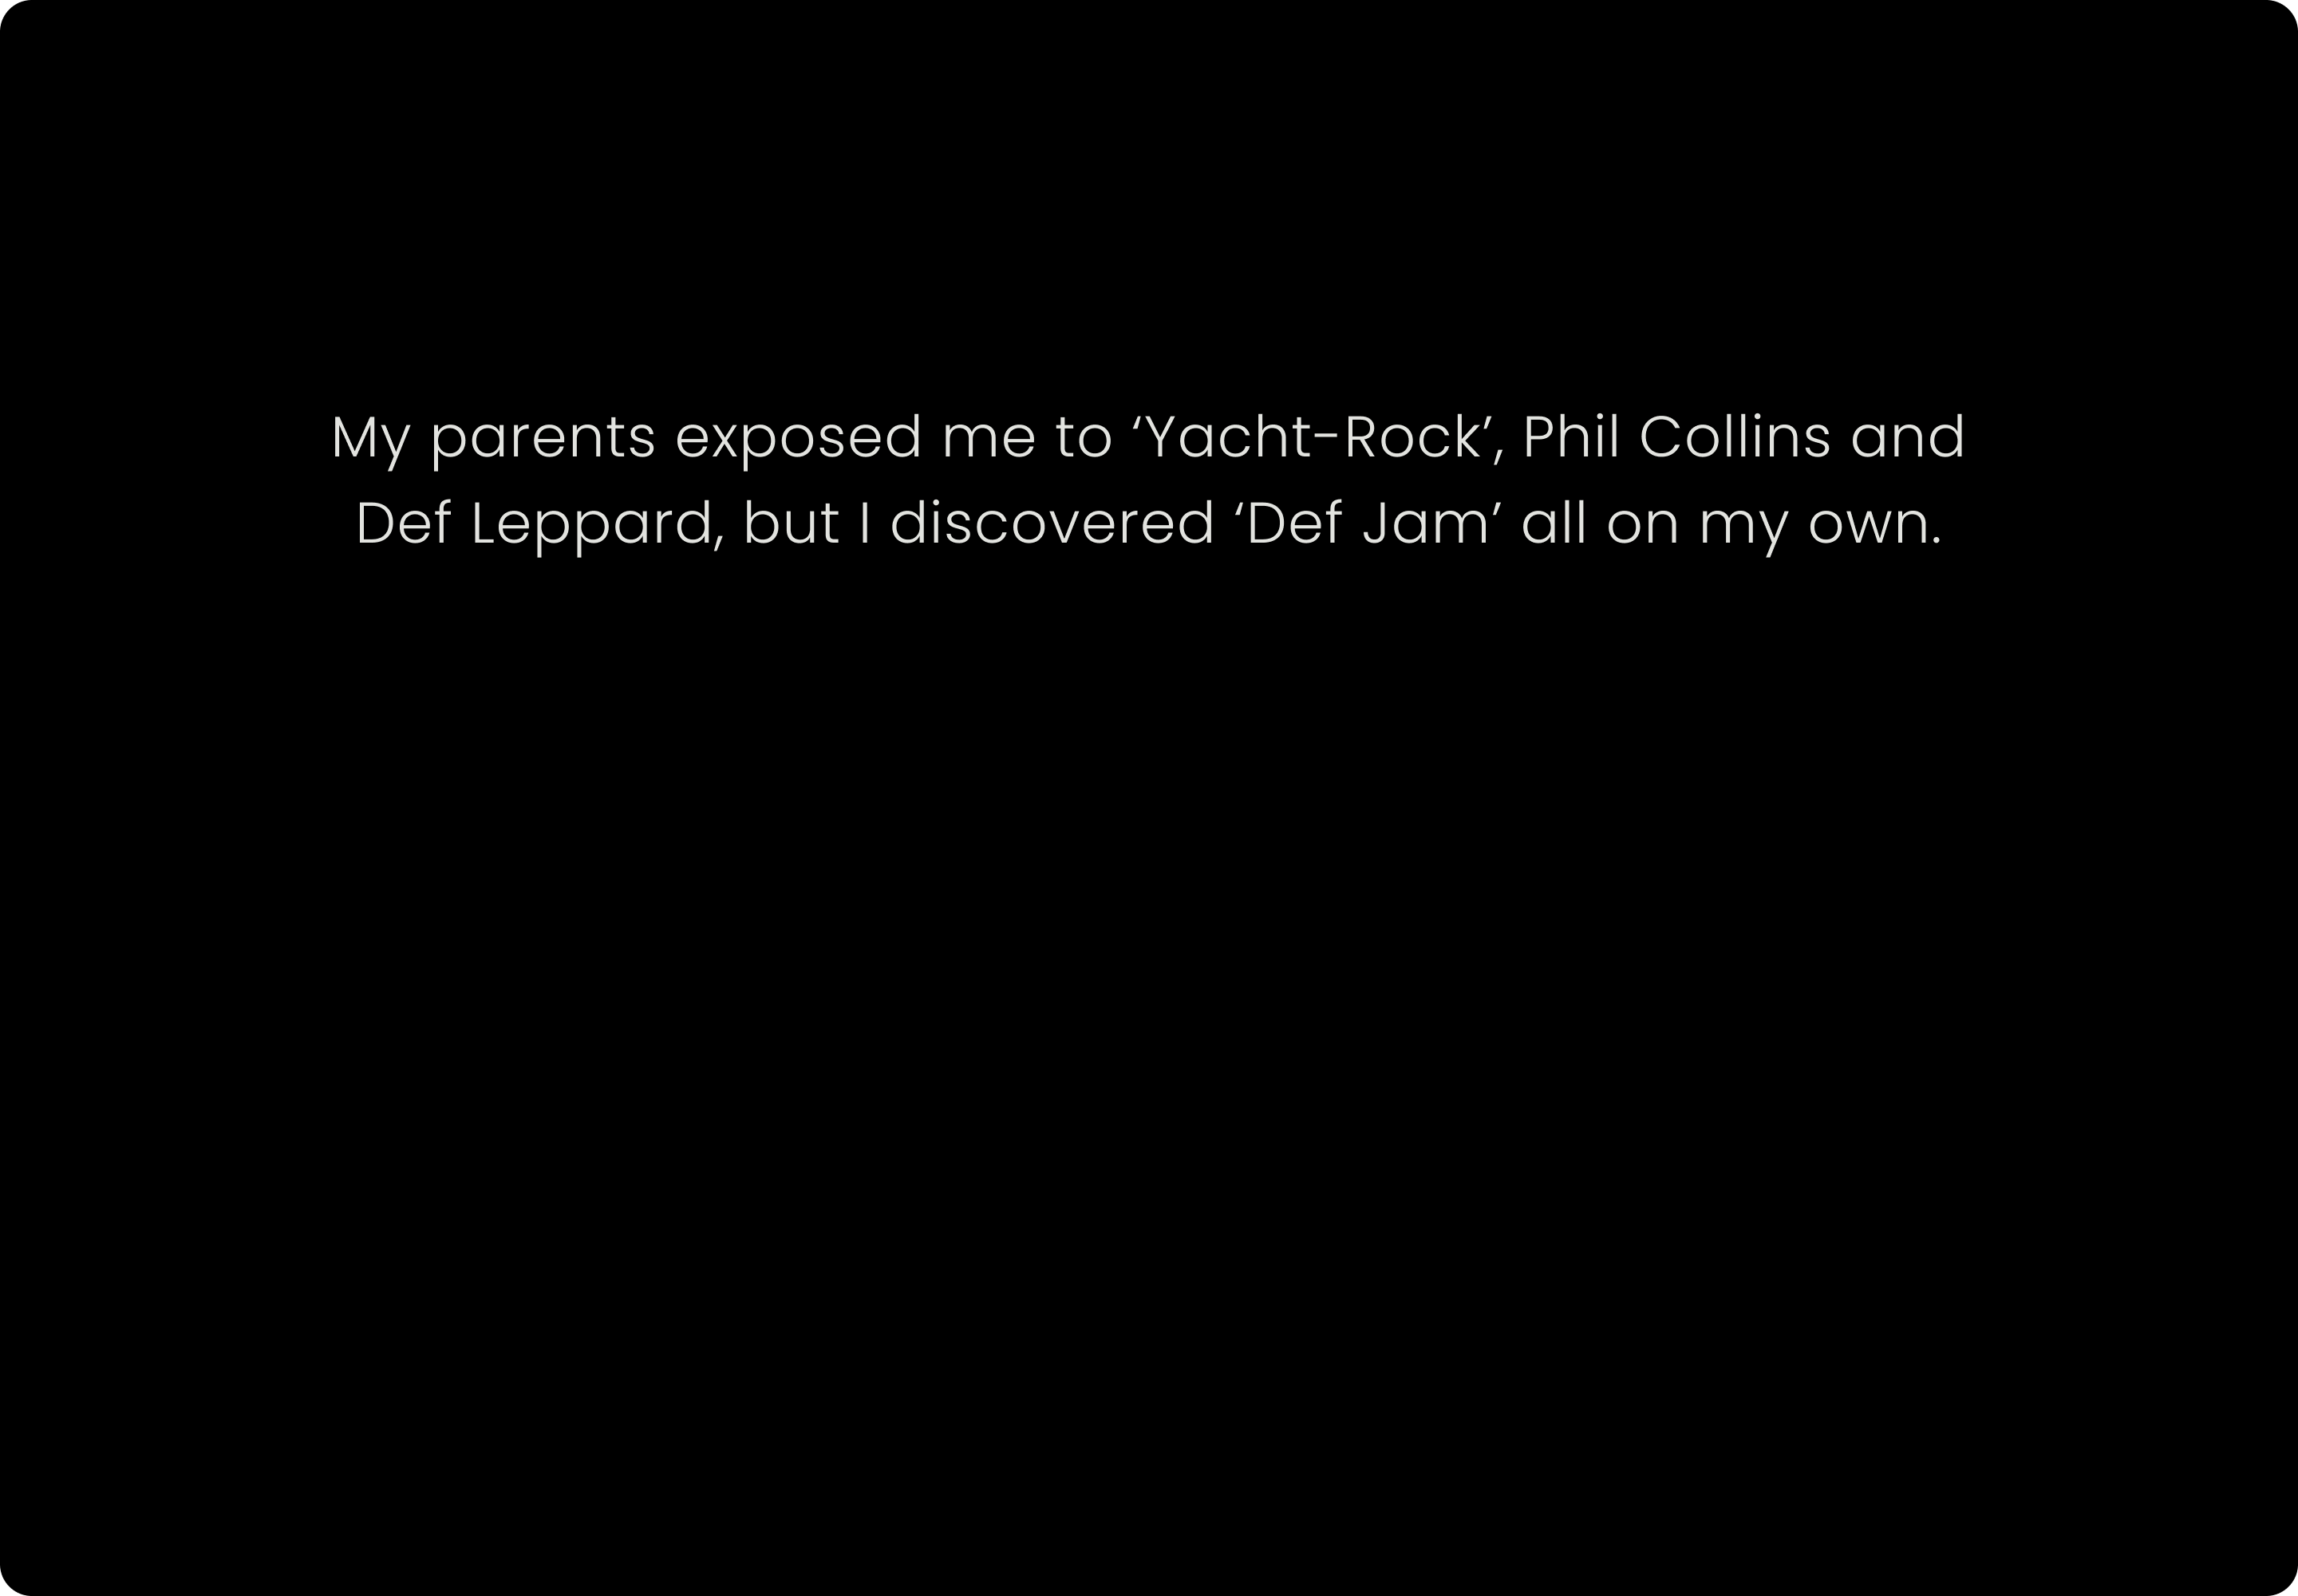 My parents exposed me to ‘Yacht-Rock’, Phil Collins and
Def Leppard, but I discovered ‘Def Jam’ all on my own.